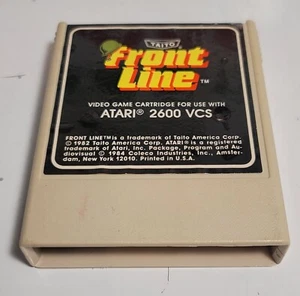 TAITO
Front
Line™
VIDEO GAME CARTRIDGE FOR USE WITH
ATARI® 2600 VCS
FRONT LINE™ is a trademark of Taito America Corp.
© 1982 Taito America Corp. ATARI® is a registered
trademark of Atari, Inc. Package, Program and Au-
diovisual © 1984 Coleco Industries, Inc., Amster-
dam, New York 12010. Printed in U.S.A.